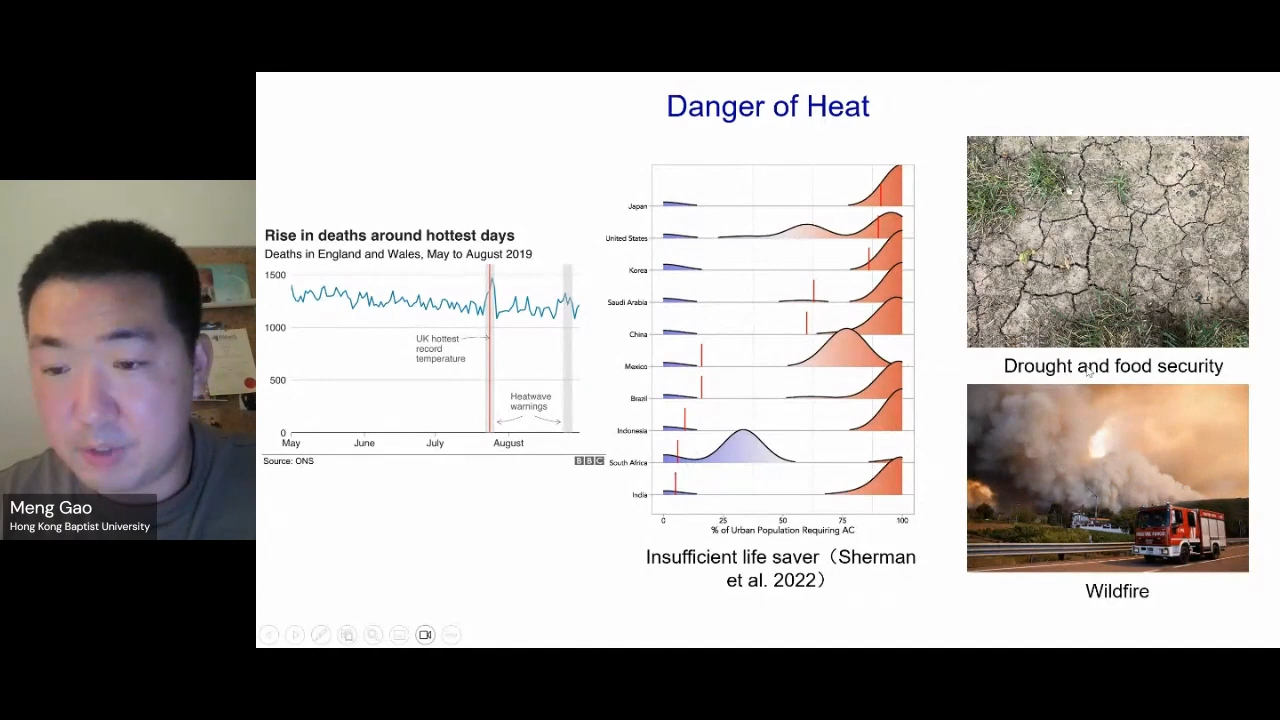 Danger of Heat
Rise in deaths around hottest days
Deaths in England and Wales, May to August 2019
1500
1000
500
0
UK hottest
record
temperature
Heatwave
warnings
May
June
July
August
Source: ONS
BBC
Japan
United States
Korea
Saudi Arabia
China
Mexico
Brazil
Indonesia
South Africa
India
0
25
50
75
100
% of Urban Population Requiring AC
Insufficient life saver（Sherman
et al. 2022）
Drought and food security
Wildfire
Meng Gao
Hong Kong Baptist University